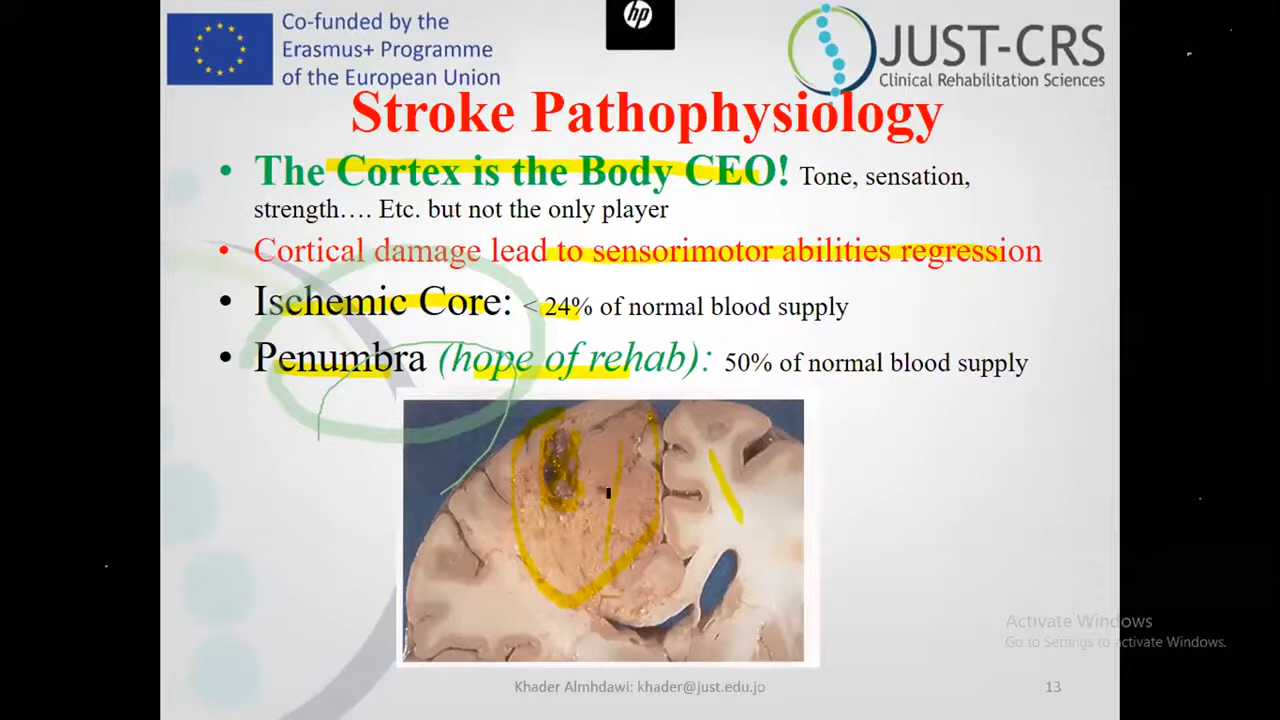 Co-funded by the
Erasmus+ Programme
of the European Union
hp
JUST-CRS
Clinical Rehabilitation Sciences
Stroke Pathophysiology
• The Cortex is the Body CEO! Tone, sensation,
strength…. Etc. but not the only player
• Cortical damage lead to sensorimotor abilities regression
• Ischemic Core: < 24% of normal blood supply
• Penumbra (hope of rehab): 50% of normal blood supply
Activate Windows
Go to Settings to activate Windows.
Khader Almhdawi: khader@just.edu.jo
13